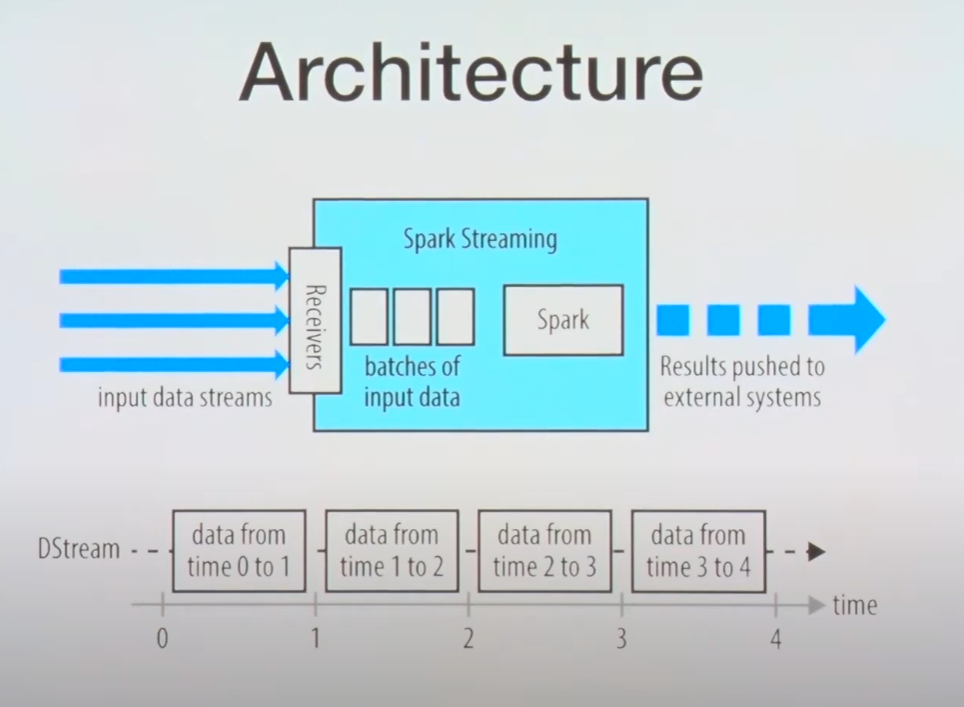 Architecture
Spark Streaming
Receivers
Spark
batches of
input data
input data streams
Results pushed to
external systems
DStream
data from
time 0 to 1
data from
time 1 to 2
data from
time 2 to 3
data from
time 3 to 4
time
0
1
2
3
4